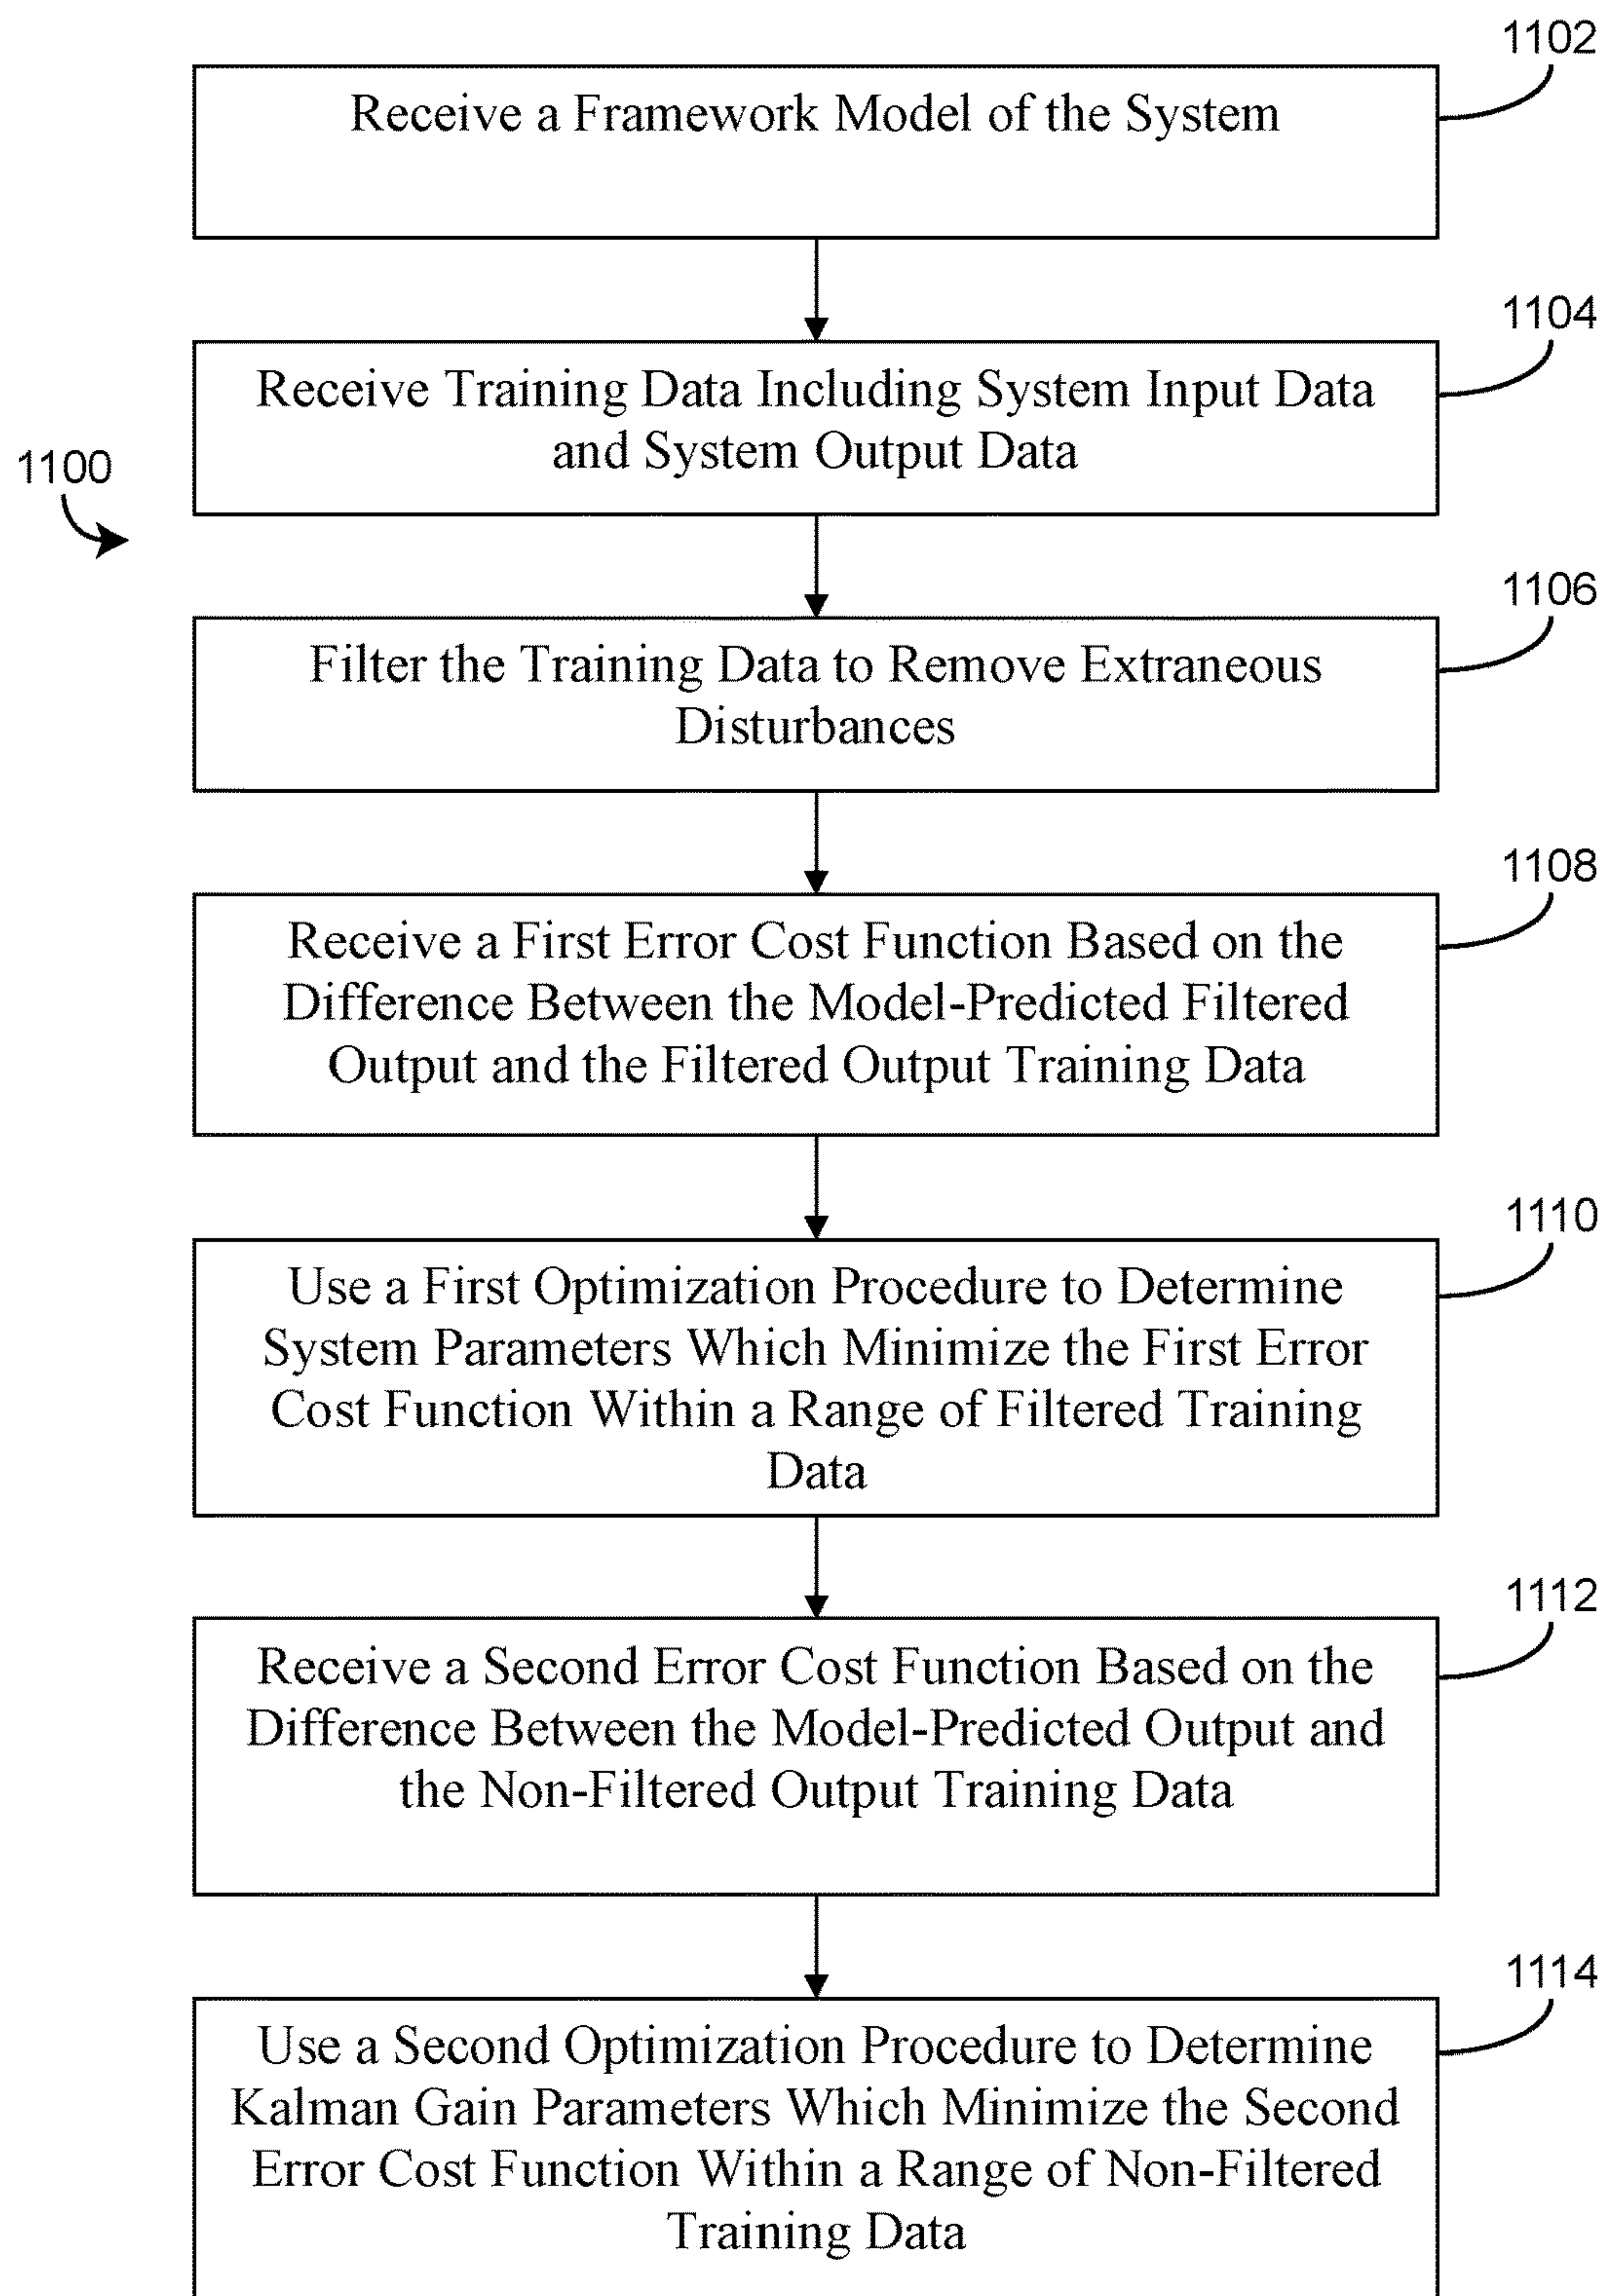 1102
Receive a Framework Model of the System
1104
Receive Training Data Including System Input Data
and System Output Data
1100
1106
Filter the Training Data to Remove Extraneous
Disturbances
1108
Receive a First Error Cost Function Based on the
Difference Between the Model-Predicted Filtered
Output and the Filtered Output Training Data
1110
Use a First Optimization Procedure to Determine
System Parameters Which Minimize the First Error
Cost Function Within a Range of Filtered Training
Data
1112
Receive a Second Error Cost Function Based on the
Difference Between the Model-Predicted Output and
the Non-Filtered Output Training Data
1114
Use a Second Optimization Procedure to Determine
Kalman Gain Parameters Which Minimize the Second
Error Cost Function Within a Range of Non-Filtered
Training Data